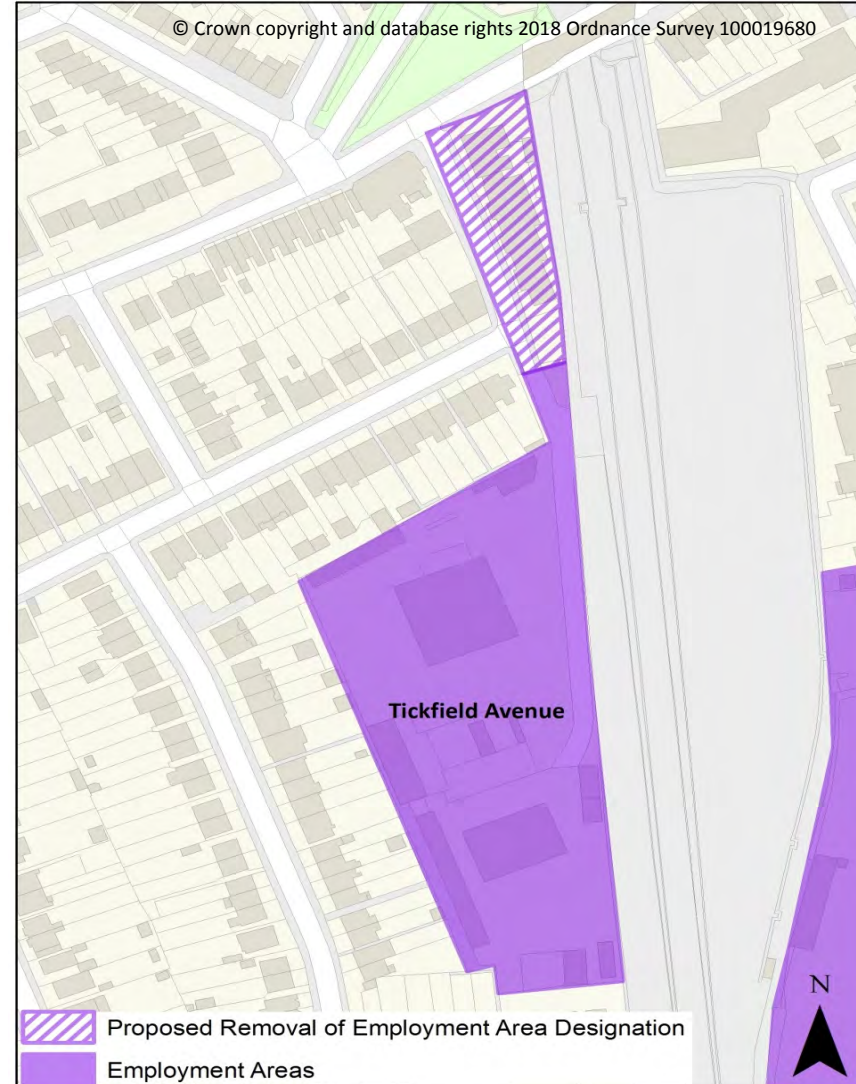 © Crown copyright and database rights 2018 Ordnance Survey 100019680
Tickfield Avenue
N
Proposed Removal of Employment Area Designation
Employment Areas